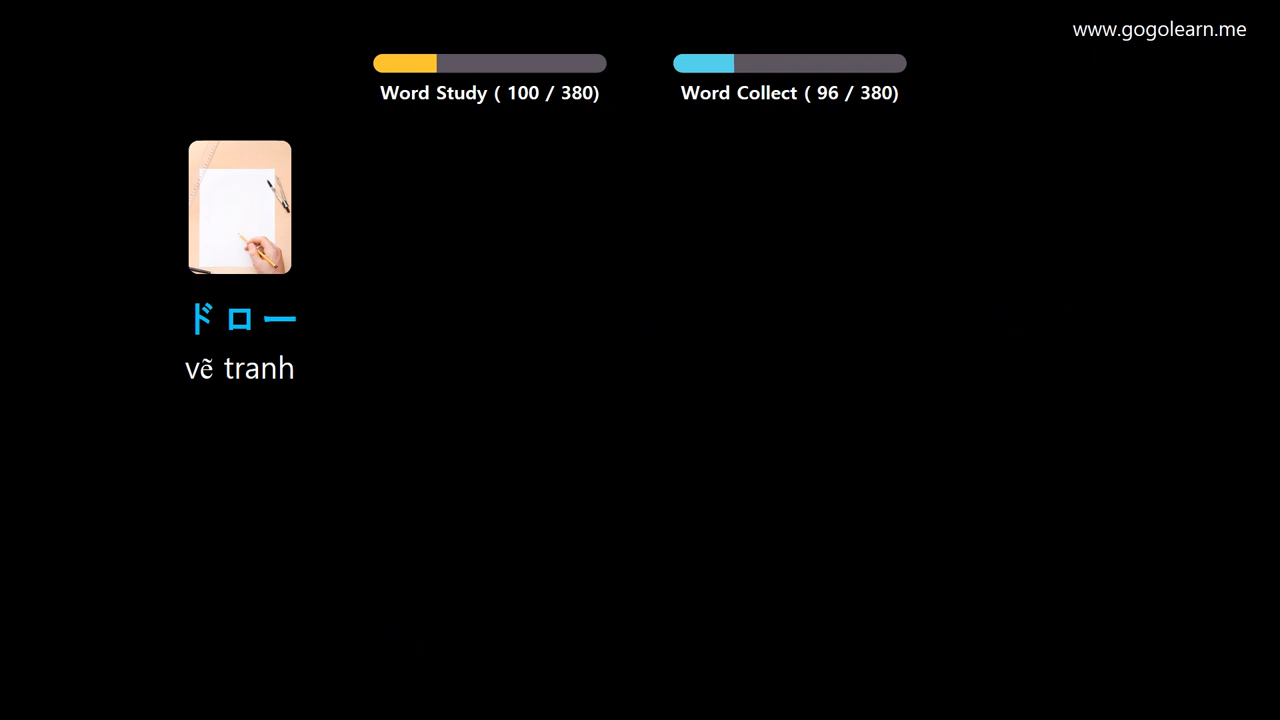 www.gogolearn.me
Word Study ( 100 / 380)
Word Collect ( 96 / 380)
ドロー
vẽ tranh